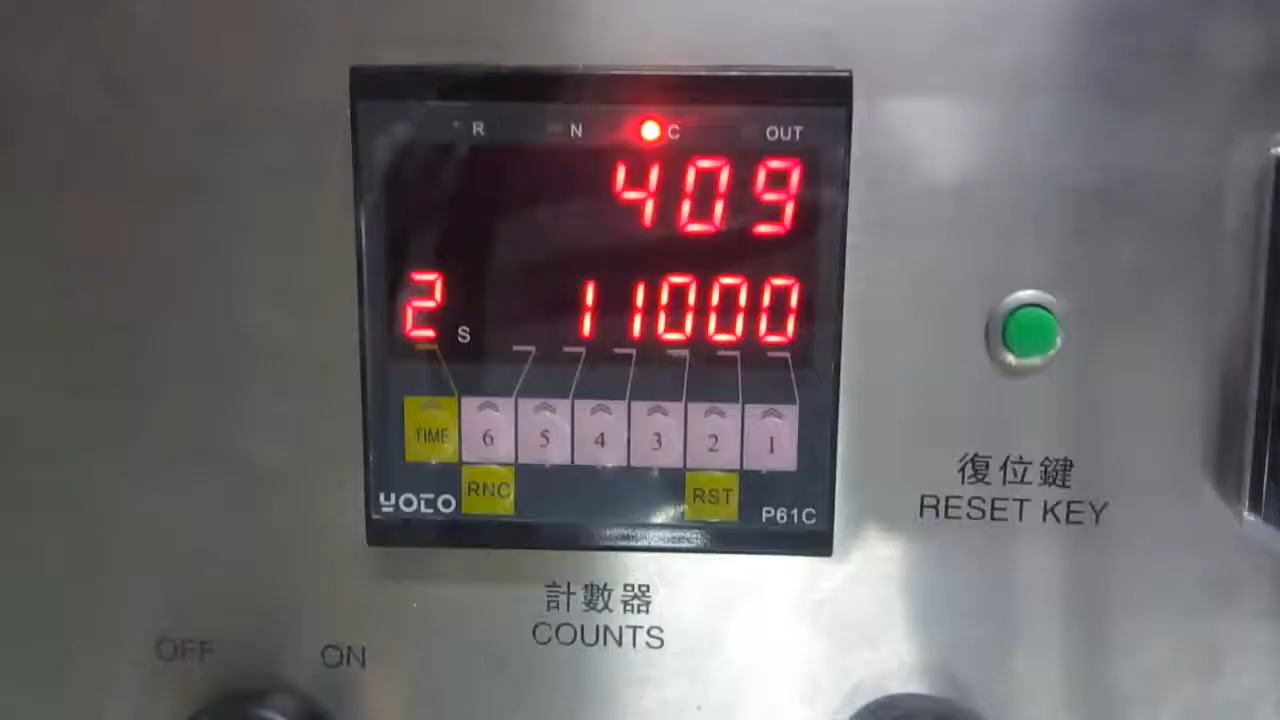 R N C OUT
409
2 S 11000
TIME 6 5 4 3 2 1
RNC RST
YOTO P61C
計數器
COUNTS
復位鍵
RESET KEY
OFF ON